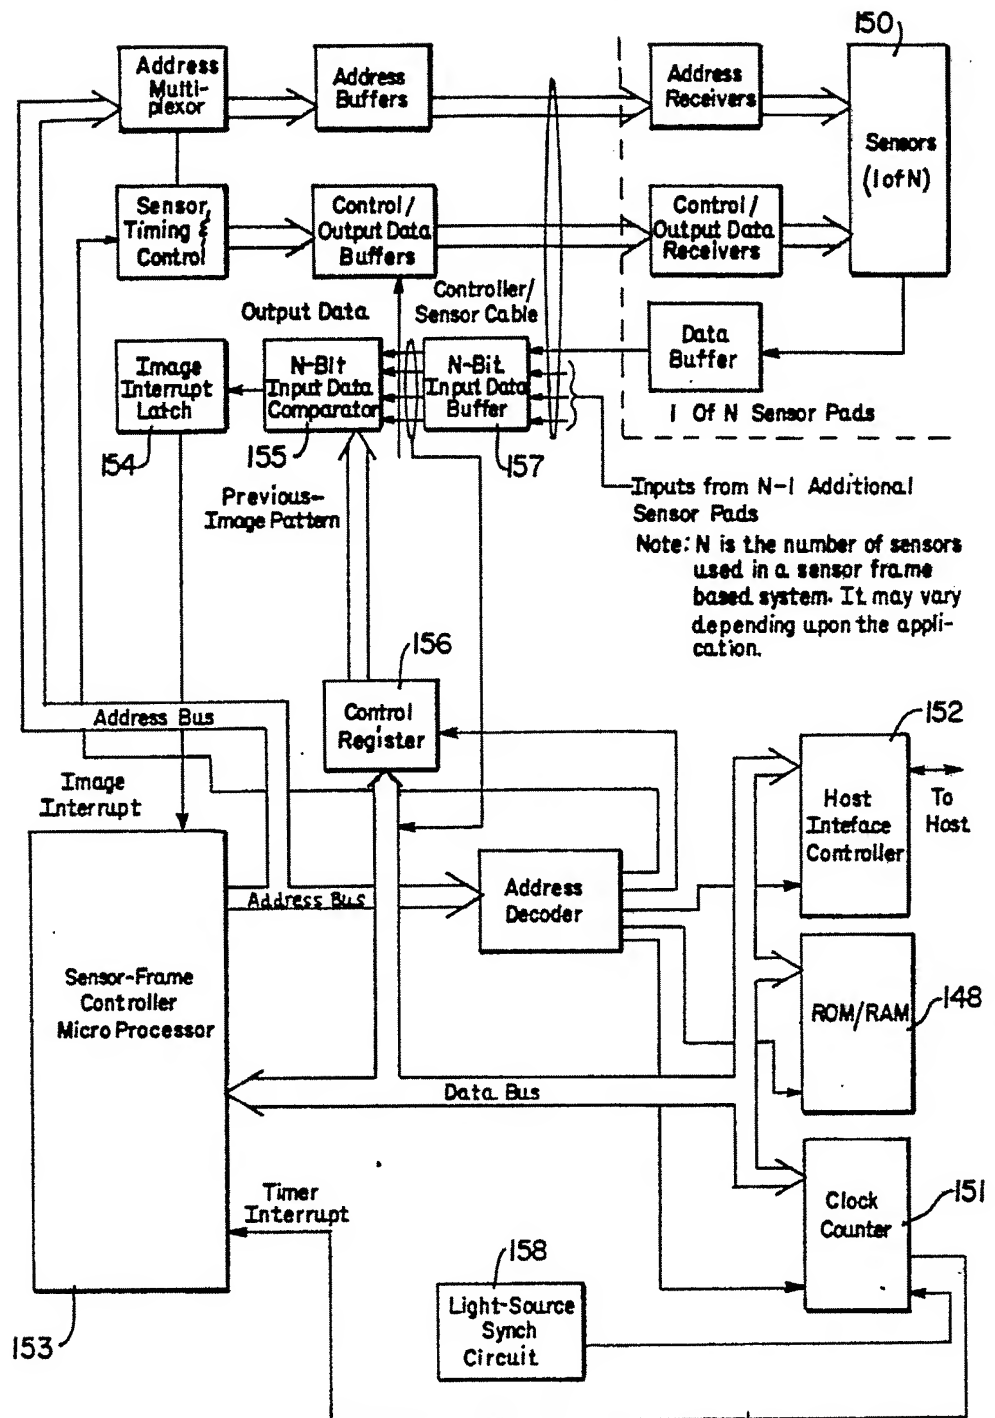 150
Address
Multi-
plexor
Address
Buffers
Address
Receivers
Sensors
(1 of N)
Sensor,
Timing &
Control
Control/
Output Data
Buffers
Control/
Output Data
Receivers
Output Data
Controller/
Sensor Cable
Image
Interrupt
Latch
N-Bit
Input Data
Comparator
N-Bit
Input Data
Buffer
Data
Buffer
1 Of N Sensor Pads
154
155
157
Previous-
Image Pattern
Inputs from N-1 Additional
Sensor Pads
Note: N is the number of sensors
used in a sensor frame
based system. It may vary
depending upon the appli-
cation.
156
Control
Register
Address Bus
Image
Interrupt
152
Host
Inteface
Controller
To
Host
Address Bus
Address
Decoder
Sensor-Frame
Controller
Micro Processor
ROM/RAM
148
Data Bus
Timer
Interrupt
Clock
Counter
151
158
Light-Source
Synch
Circuit
153